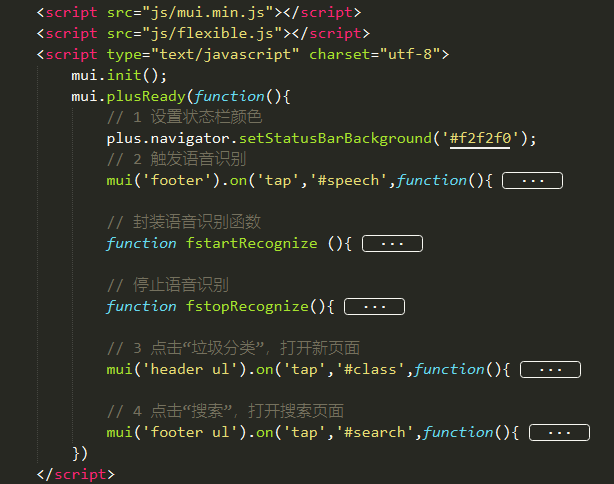 <script src="js/mui.min.js"></script>
<script src="js/flexible.js"></script>
<script type="text/javascript" charset="utf-8">
mui.init();
mui.plusReady(function(){
// 1 设置状态栏颜色
plus.navigator.setStatusBarBackground('#f2f2f0');
// 2 触发语音识别
mui('footer').on('tap','#speech',function(){ ...
// 封装语音识别函数
function fstartRecognize (){ ...
// 停止语音识别
function fstopRecognize(){ ...
// 3 点击“垃圾分类”，打开新页面
mui('header ul').on('tap','#class',function(){ ...
// 4 点击“搜索”，打开搜索页面
mui('footer ul').on('tap','#search',function(){ ...
})
</script>